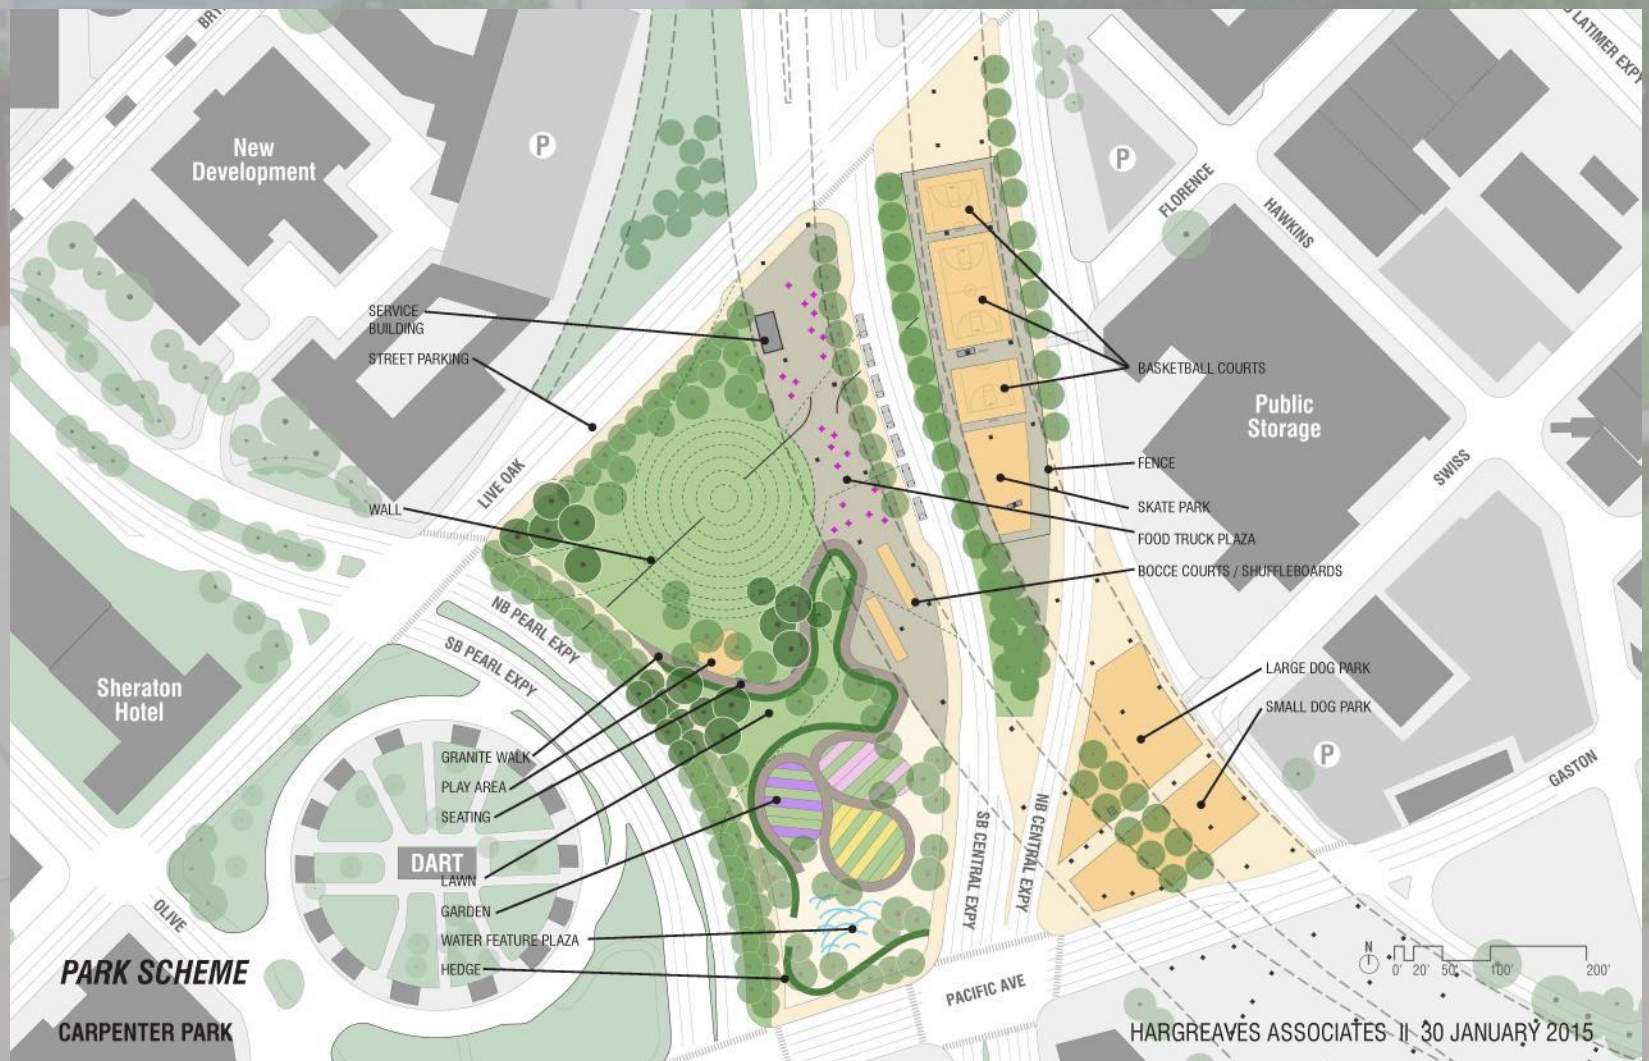 BRY
O LATIMER EXPY
New
Development
P
P
FLORENCE
HAWKINS
SERVICE
BUILDING
STREET PARKING
BASKETBALL COURTS
Public
Storage
LIVE OAK
WALL
FENCE
SWISS
SKATE PARK
FOOD TRUCK PLAZA
BOCCE COURTS / SHUFFLEBOARDS
NB PEARL EXPY
SB PEARL EXPY
LARGE DOG PARK
SMALL DOG PARK
Sheraton
Hotel
P
GASTON
GRANITE WALK
PLAY AREA
SEATING
SB CENTRAL EXPY
NB CENTRAL EXPY
DART
LAWN
GARDEN
OLIVE
WATER FEATURE PLAZA
HEDGE
PACIFIC AVE
N
0' 20' 50' 100' 200'
PARK SCHEME
CARPENTER PARK
HARGREAVES ASSOCIATES II 30 JANUARY 2015